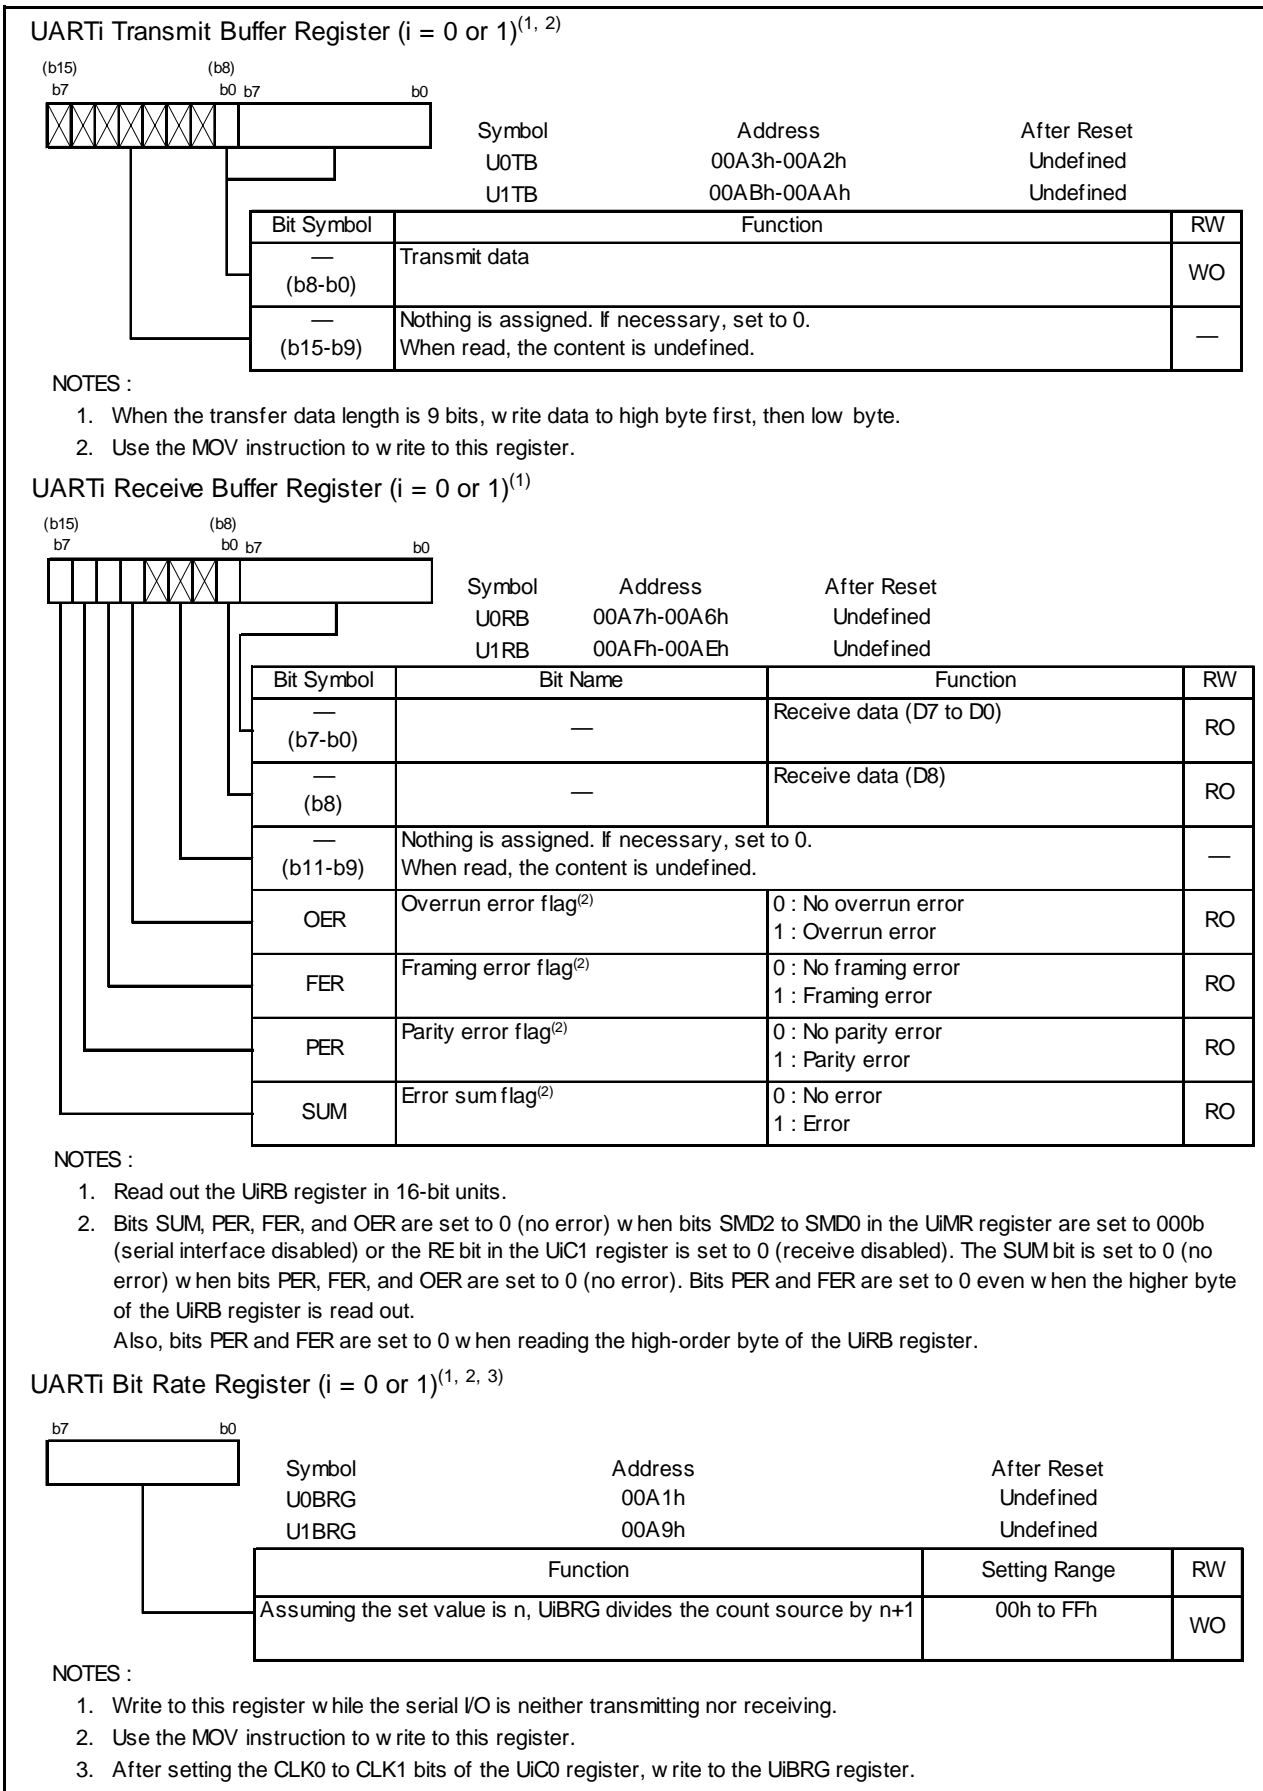 UARTi Transmit Buffer Register (i = 0 or 1)(1, 2)
(b15) (b8)
b7 b0 b7 b0
Symbol Address After Reset
U0TB 00A3h-00A2h Undefined
U1TB 00ABh-00AAh Undefined
Bit Symbol Function RW
—
(b8-b0) Transmit data WO
—
(b15-b9) Nothing is assigned. If necessary, set to 0.
When read, the content is undefined. —
NOTES :
1. When the transfer data length is 9 bits, write data to high byte first, then low byte.
2. Use the MOV instruction to write to this register.
UARTi Receive Buffer Register (i = 0 or 1)(1)
(b15) (b8)
b7 b0 b7 b0
Symbol Address After Reset
U0RB 00A7h-00A6h Undefined
U1RB 00AFh-00AEh Undefined
Bit Symbol Bit Name Function RW
—
(b7-b0) — Receive data (D7 to D0) RO
—
(b8) — Receive data (D8) RO
—
(b11-b9) Nothing is assigned. If necessary, set to 0.
When read, the content is undefined. —
OER Overrun error flag(2) 0 : No overrun error
1 : Overrun error RO
FER Framing error flag(2) 0 : No framing error
1 : Framing error RO
PER Parity error flag(2) 0 : No parity error
1 : Parity error RO
SUM Error sum flag(2) 0 : No error
1 : Error RO
NOTES :
1. Read out the UiRB register in 16-bit units.
2. Bits SUM, PER, FER, and OER are set to 0 (no error) when bits SMD2 to SMD0 in the UiMR register are set to 000b
(serial interface disabled) or the RE bit in the UiC1 register is set to 0 (receive disabled). The SUM bit is set to 0 (no
error) when bits PER, FER, and OER are set to 0 (no error). Bits PER and FER are set to 0 even when the higher byte
of the UiRB register is read out.
Also, bits PER and FER are set to 0 when reading the high-order byte of the UiRB register.
UARTi Bit Rate Register (i = 0 or 1)(1, 2, 3)
b7 b0
Symbol Address After Reset
U0BRG 00A1h Undefined
U1BRG 00A9h Undefined
Function Setting Range RW
Assuming the set value is n, UiBRG divides the count source by n+1 00h to FFh WO
NOTES :
1. Write to this register while the serial I/O is neither transmitting nor receiving.
2. Use the MOV instruction to write to this register.
3. After setting the CLK0 to CLK1 bits of the UiC0 register, write to the UiBRG register.